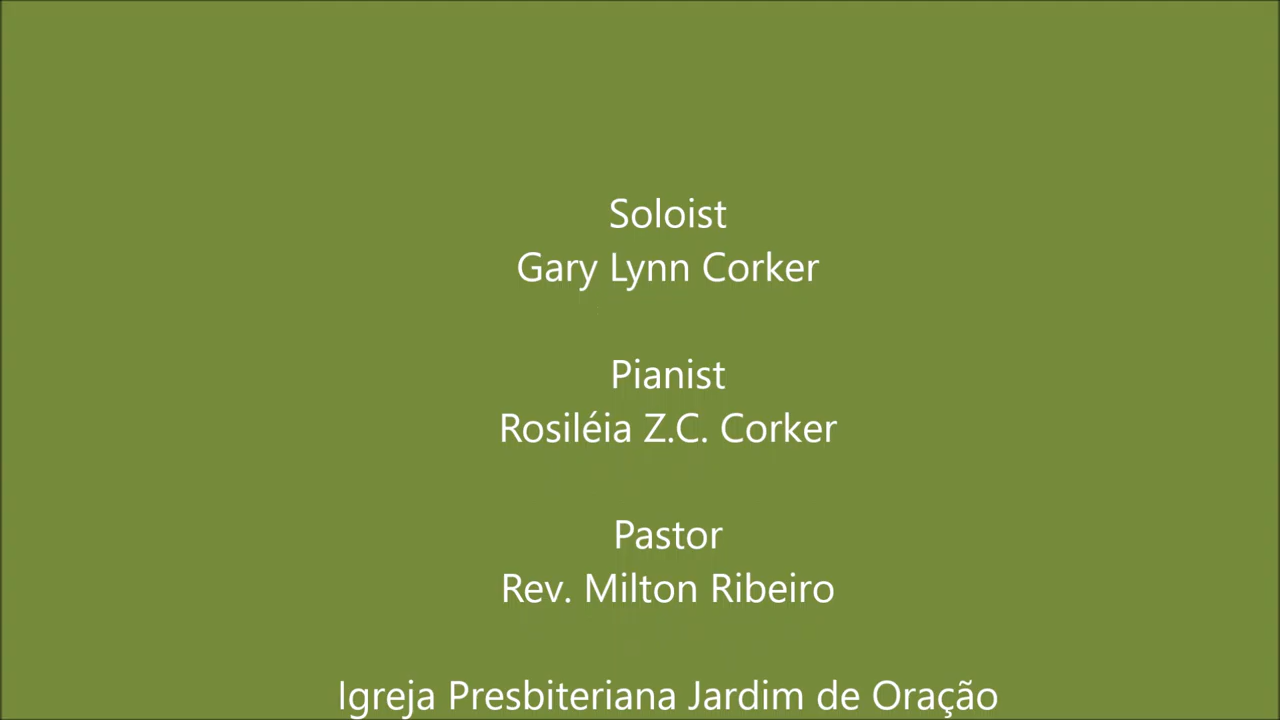 Soloist
Gary Lynn Corker
Pianist
Rosiléia Z.C. Corker
Pastor
Rev. Milton Ribeiro
Igreja Presbiteriana Jardim de Oração